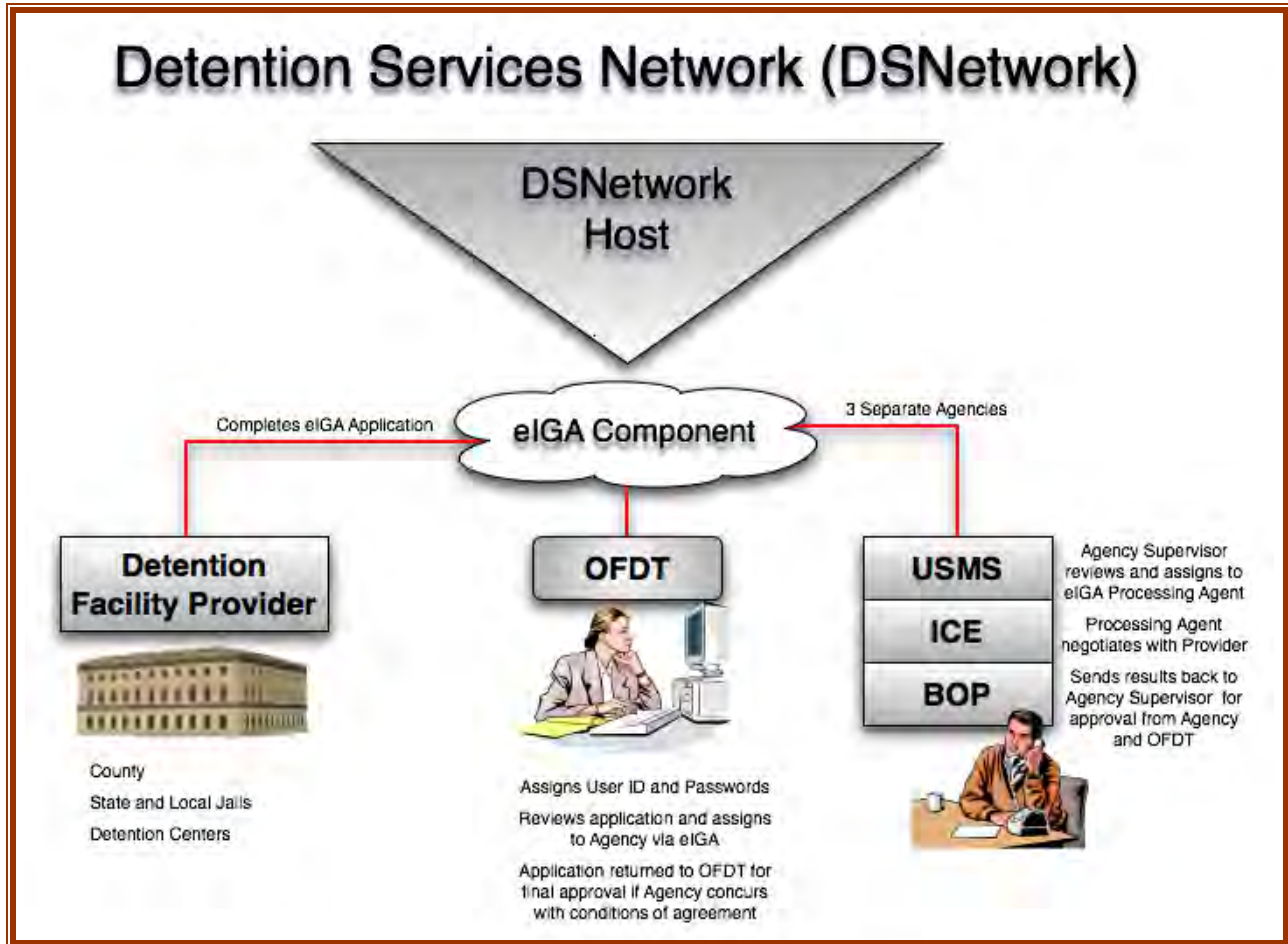 Detention Services Network (DSNetwork)
DSNetwork
Host
eIGA Component
Completes eIGA Application
3 Separate Agencies
Detention
Facility Provider
County
State and Local Jails
Detention Centers
OFDT
Assigns User ID and Passwords
Reviews application and assigns
to Agency via eIGA
Application returned to OFDT for
final approval if Agency concurs
with conditions of agreement
USMS
ICE
BOP
Agency Supervisor
reviews and assigns to
eIGA Processing Agent
Processing Agent
negotiates with Provider
Sends results back to
Agency Supervisor for
approval from Agency
and OFDT